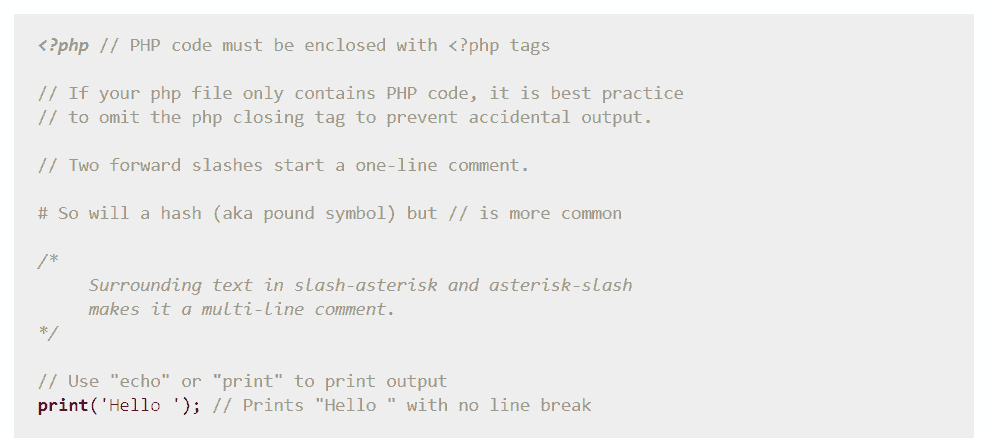 <?php // PHP code must be enclosed with <?php tags
// If your php file only contains PHP code, it is best practice
// to omit the php closing tag to prevent accidental output.
// Two forward slashes start a one-line comment.
# So will a hash (aka pound symbol) but // is more common
/*
Surrounding text in slash-asterisk and asterisk-slash
makes it a multi-line comment.
*/
// Use "echo" or "print" to print output
print('Hello '); // Prints "Hello " with no line break